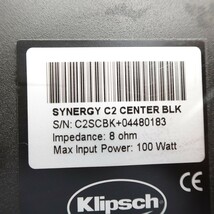 SYNERGY C2 CENTER BLK
S/N: C2SCBK+04480183
Impedance: 8 ohm
Max Input Power: 100 Watt
Klipsch
CE